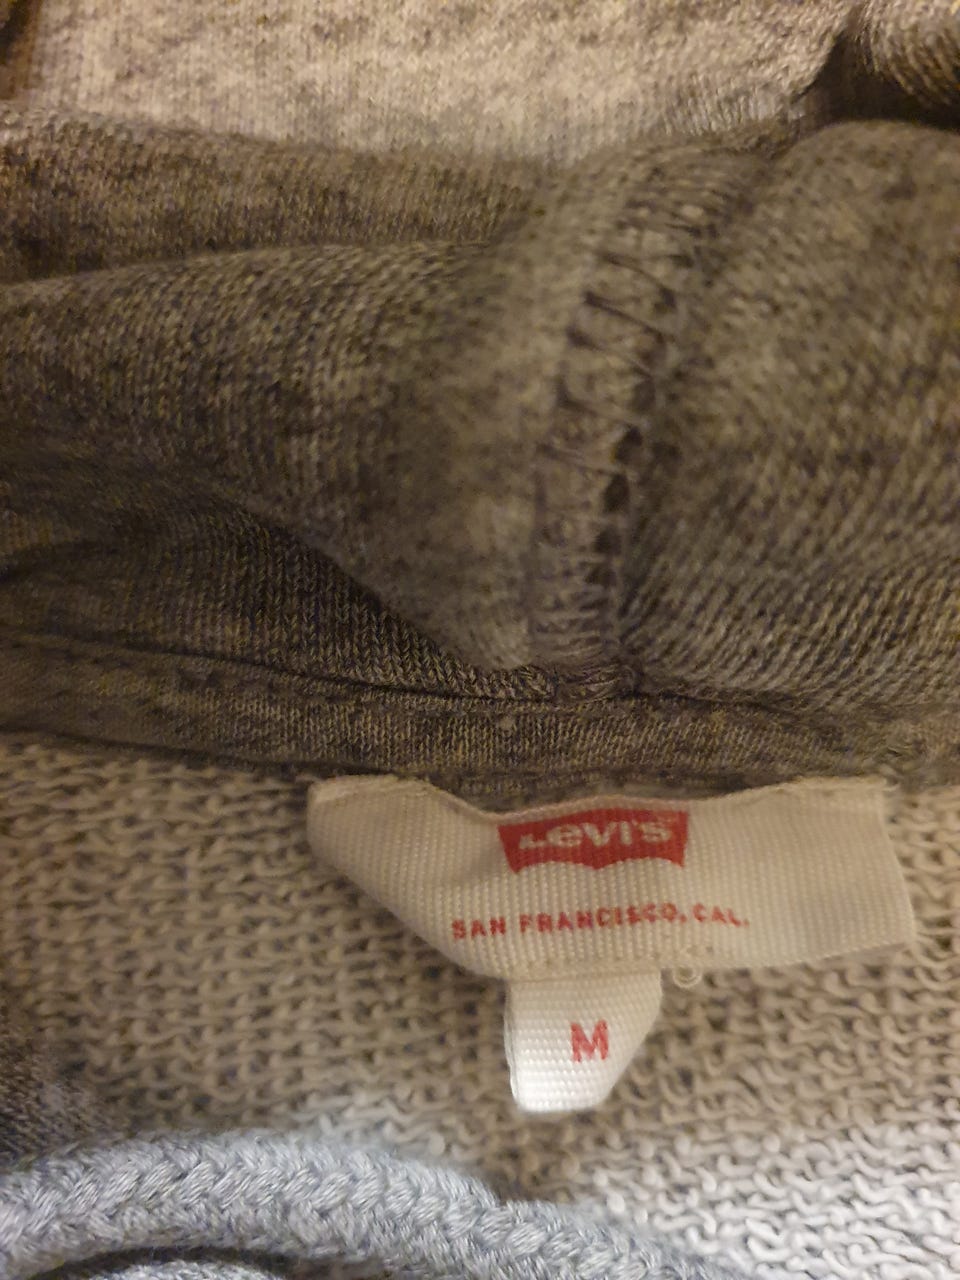 Levi's
SAN FRANCISCO, CAL.
M